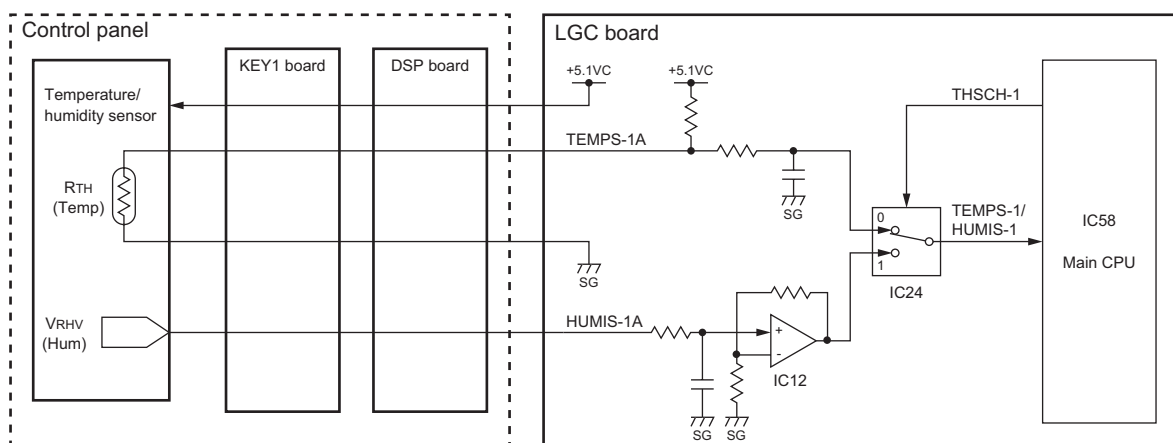 Control panel
LGC board
KEY1 board
DSP board
+5.1VC
+5.1VC
Temperature/
humidity sensor
THSCH-1
TEMPS-1A
RTH
(Temp)
SG
0
TEMPS-1/
HUMIS-1
IC58
Main CPU
1
SG
IC24
VRHV
(Hum)
HUMIS-1A
+
-
IC12
SG
SG